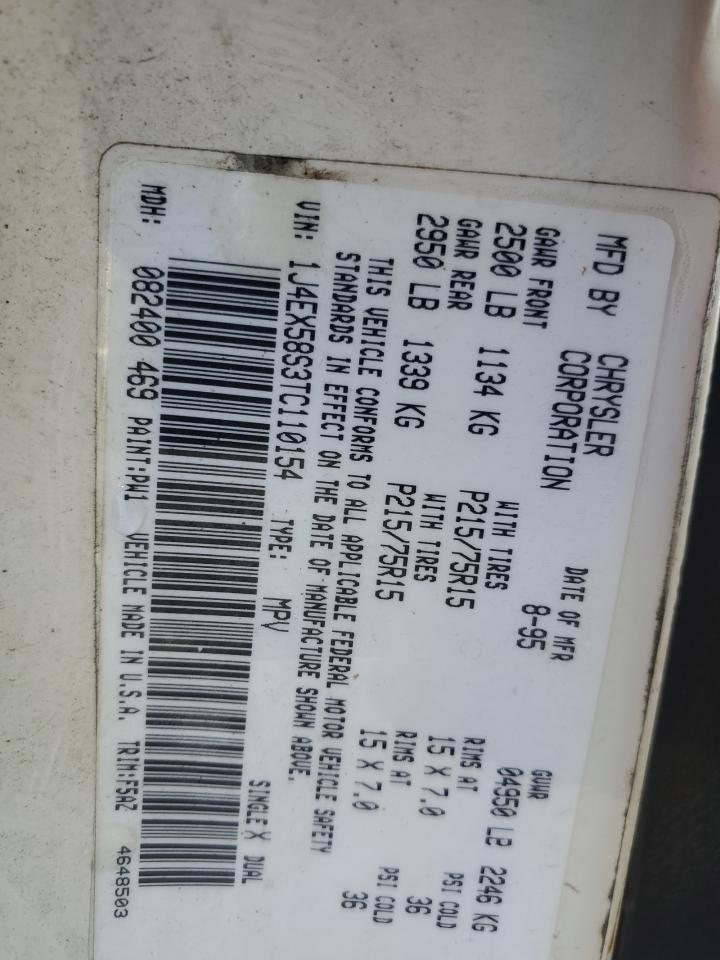 MFD BY CHRYSLER CORPORATION DATE OF MFR 8-95 GVWR 04950 LB 2246 KG
GAWR FRONT WITH TIRES RIMS AT PSI COLD
2500 LB 1134 KG P215/75R15 15 X 7.0 36
GAWR REAR WITH TIRES RIMS AT PSI COLD
2950 LB 1339 KG P215/75R15 15 X 7.0 36
THIS VEHICLE CONFORMS TO ALL APPLICABLE FEDERAL MOTOR VEHICLE SAFETY
STANDARDS IN EFFECT ON THE DATE OF MANUFACTURE SHOWN ABOVE.
VIN: 1J4EX58S3TC110154 TYPE: MPV SINGLE X DUAL
MDH: 082400 469 PAINT:PW1 VEHICLE MADE IN U.S.A. TRIM:F5AZ 4648503